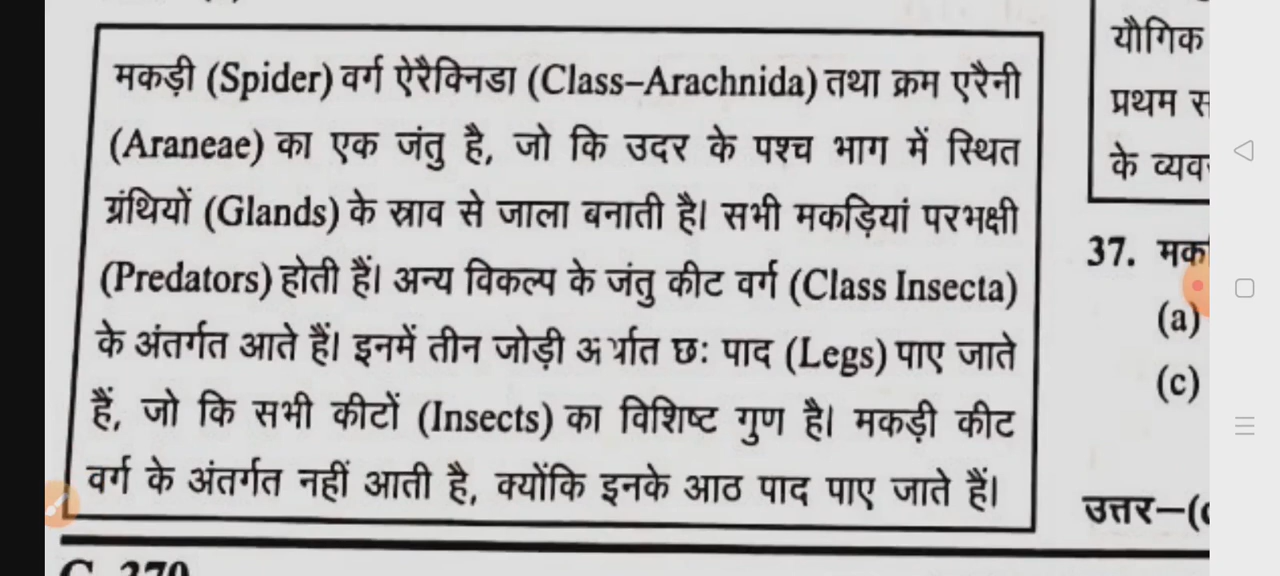 मकड़ी (Spider) वर्ग ऐरैक्निडा (Class–Arachnida) तथा क्रम एरैनी
(Araneae) का एक जंतु है, जो कि उदर के पश्च भाग में स्थित
ग्रंथियों (Glands) के स्राव से जाला बनाती है। सभी मकड़ियां परभक्षी
(Predators) होती हैं। अन्य विकल्प के जंतु कीट वर्ग (Class Insecta)
के अंतर्गत आते हैं। इनमें तीन जोड़ी अर्थात छः पाद (Legs) पाए जाते
हैं, जो कि सभी कीटों (Insects) का विशिष्ट गुण है। मकड़ी कीट
वर्ग के अंतर्गत नहीं आती है, क्योंकि इनके आठ पाद पाए जाते हैं।
यौगिक
प्रथम
के
37.
(a)
(c)
उत्तर–